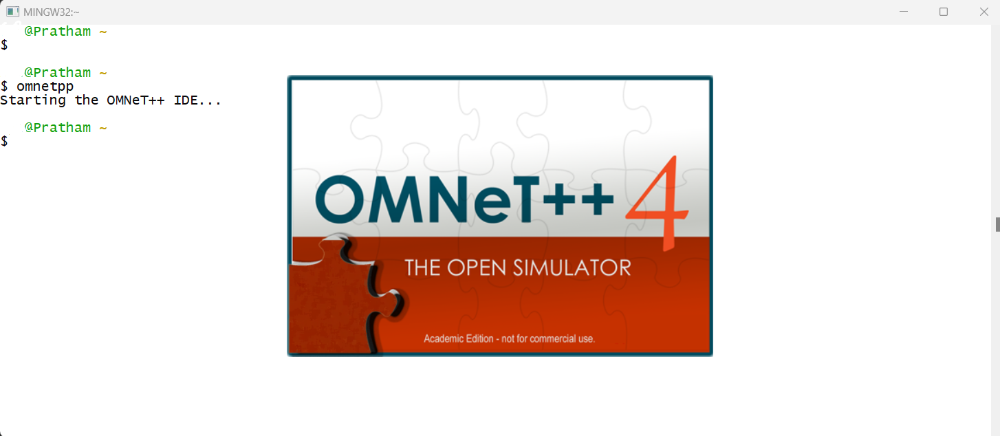 MINGW32:~
@Pratham ~
$
@Pratham ~
$ omnetpp
Starting the OMNeT++ IDE...
@Pratham ~
$
OMNeT++ 4
THE OPEN SIMULATOR
Academic Edition - not for commercial use.